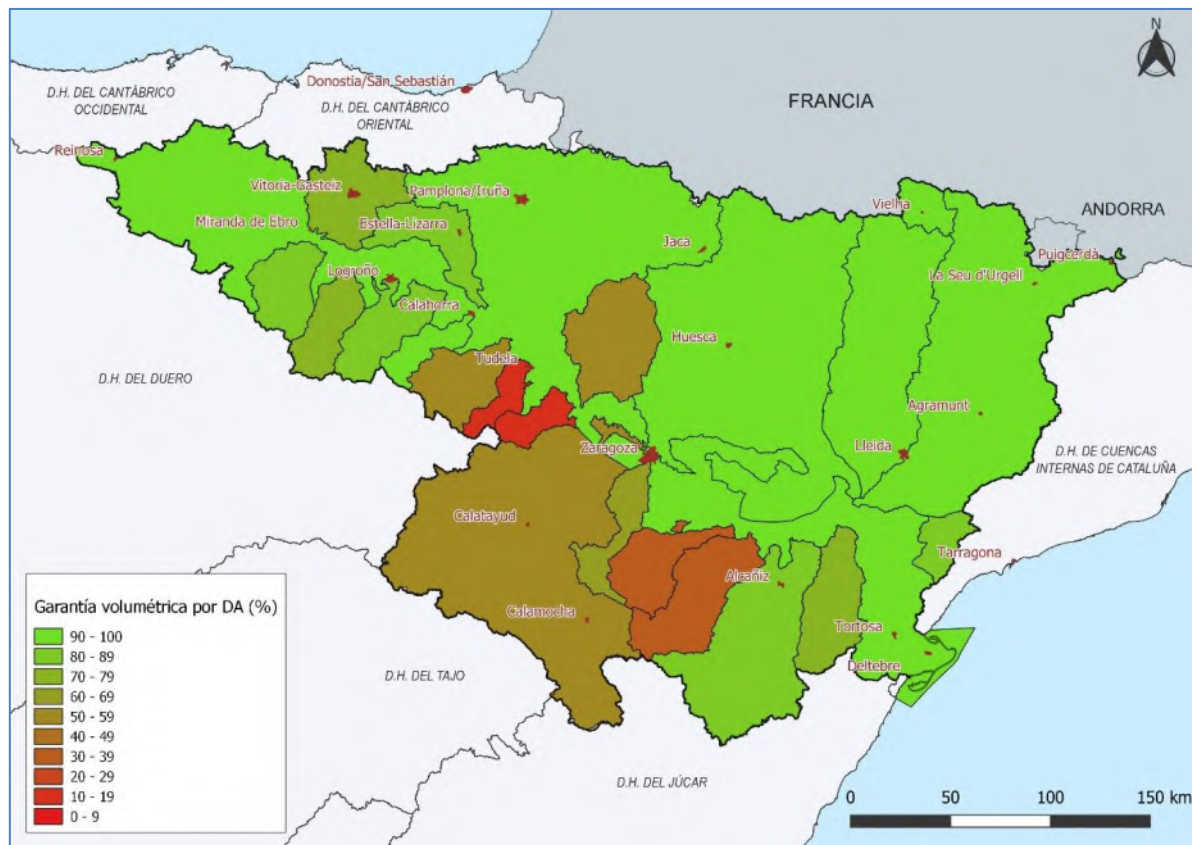 N
Donostia/San Sebastián
D.H. DEL CANTÁBRICO
OCCIDENTAL
D.H. DEL CANTÁBRICO
ORIENTAL
FRANCIA
Reinosa
Vitoria-Gasteiz
Pamplona/Iruña
Vielha
ANDORRA
Miranda de Ebro
Estella-Lizarra
Jaca
Puigcerdà
Logroño
La Seu d'Urgell
Calahorra
Huesca
Tudela
D.H. DEL DUERO
Agramunt
Zaragoza
Lleida
D.H. DE CUENCAS
INTERNAS DE CATALUÑA
Calatayud
Tarragona
Alcañiz
Calamocha
Tortosa
Deltebre
D.H. DEL TAJO
D.H. DEL JÚCAR
Garantía volumétrica por DA (%)
90 - 100
80 - 89
70 - 79
60 - 69
50 - 59
40 - 49
30 - 39
20 - 29
10 - 19
0 - 9
0 50 100 150 km